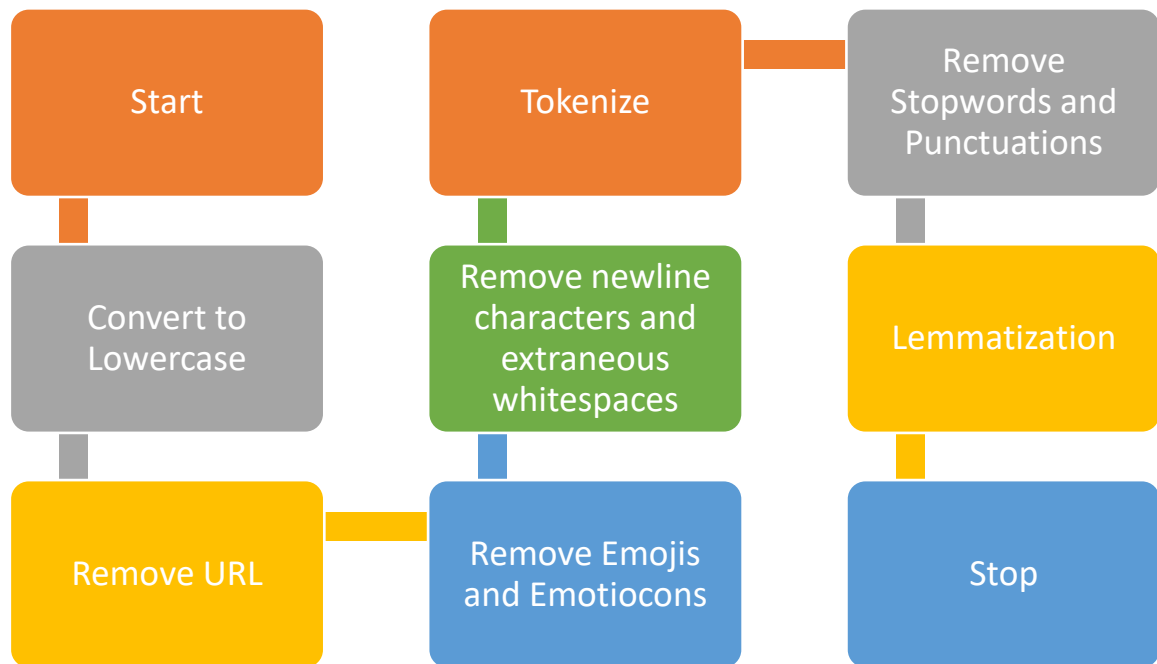 Start
Convert to
Lowercase
Remove URL
Remove Emojis
and Emotiocons
Remove newline
characters and
extraneous
whitespaces
Tokenize
Remove
Stopwords and
Punctuations
Lemmatization
Stop